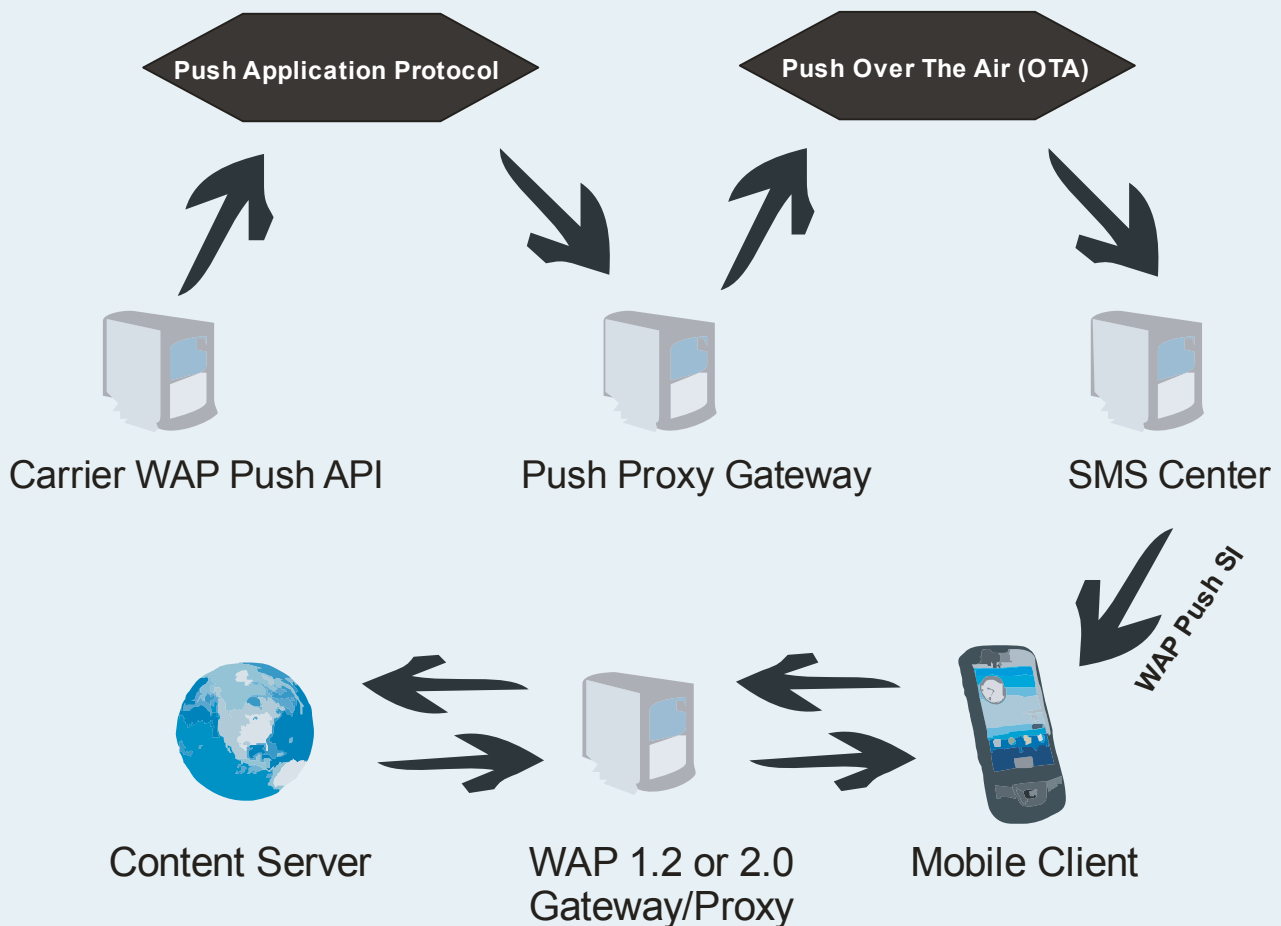 Push Application Protocol
Push Over The Air (OTA)
Carrier WAP Push API
Push Proxy Gateway
SMS Center
WAP Push SI
Content Server
WAP 1.2 or 2.0
Gateway/Proxy
Mobile Client